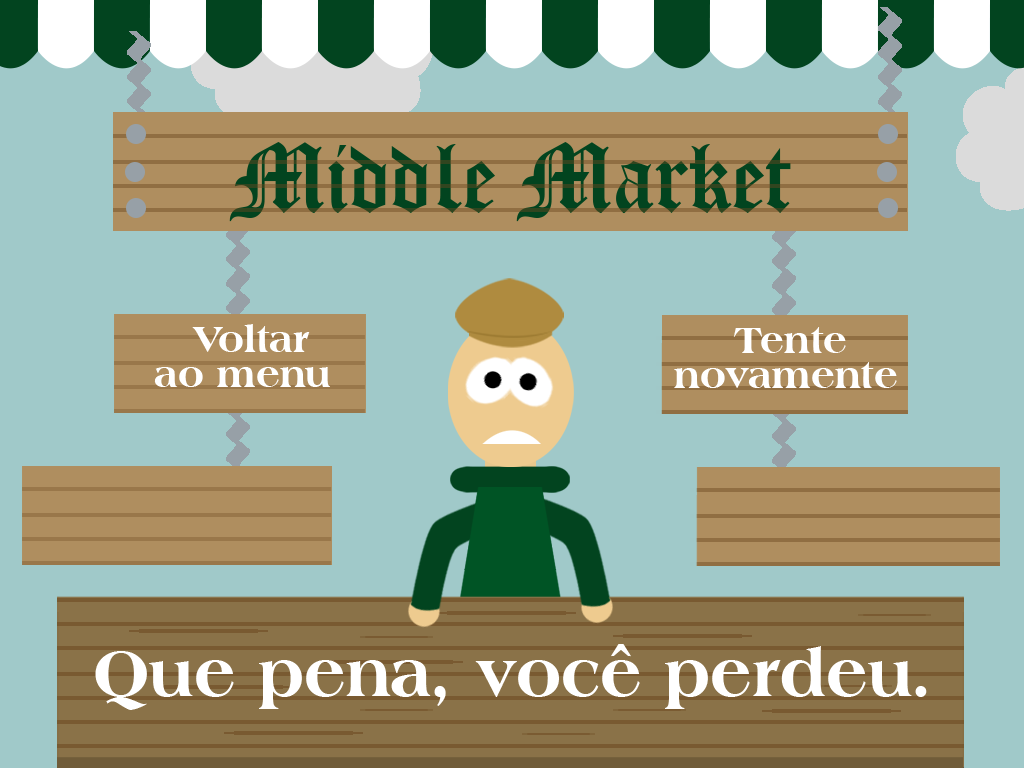 Middle Market
Voltar
ao menu
Tente
novamente
Que pena, você perdeu.